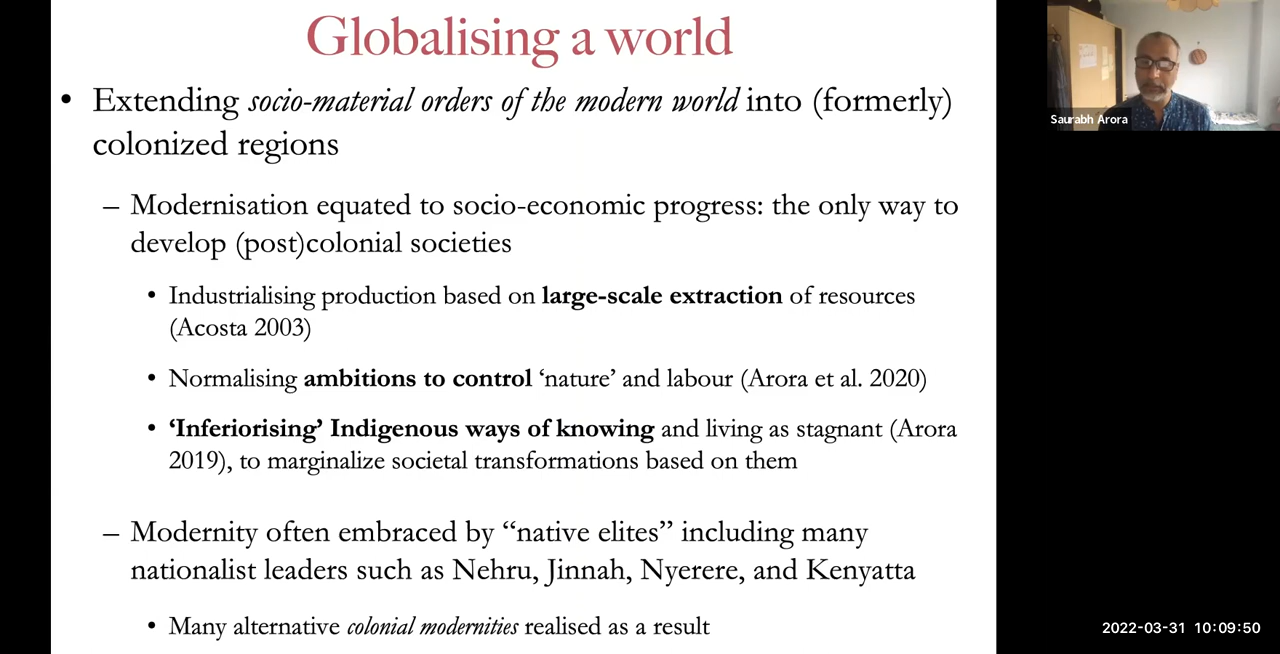 Globalising a world
• Extending socio-material orders of the modern world into (formerly)
colonized regions
– Modernisation equated to socio-economic progress: the only way to
develop (post)colonial societies
• Industrialising production based on large-scale extraction of resources
(Acosta 2003)
• Normalising ambitions to control ‘nature’ and labour (Arora et al. 2020)
• ‘Inferiorising’ Indigenous ways of knowing and living as stagnant (Arora
2019), to marginalize societal transformations based on them
– Modernity often embraced by “native elites” including many
nationalist leaders such as Nehru, Jinnah, Nyerere, and Kenyatta
• Many alternative colonial modernities realised as a result
Saurabh Arora
2022-03-31 10:09:50